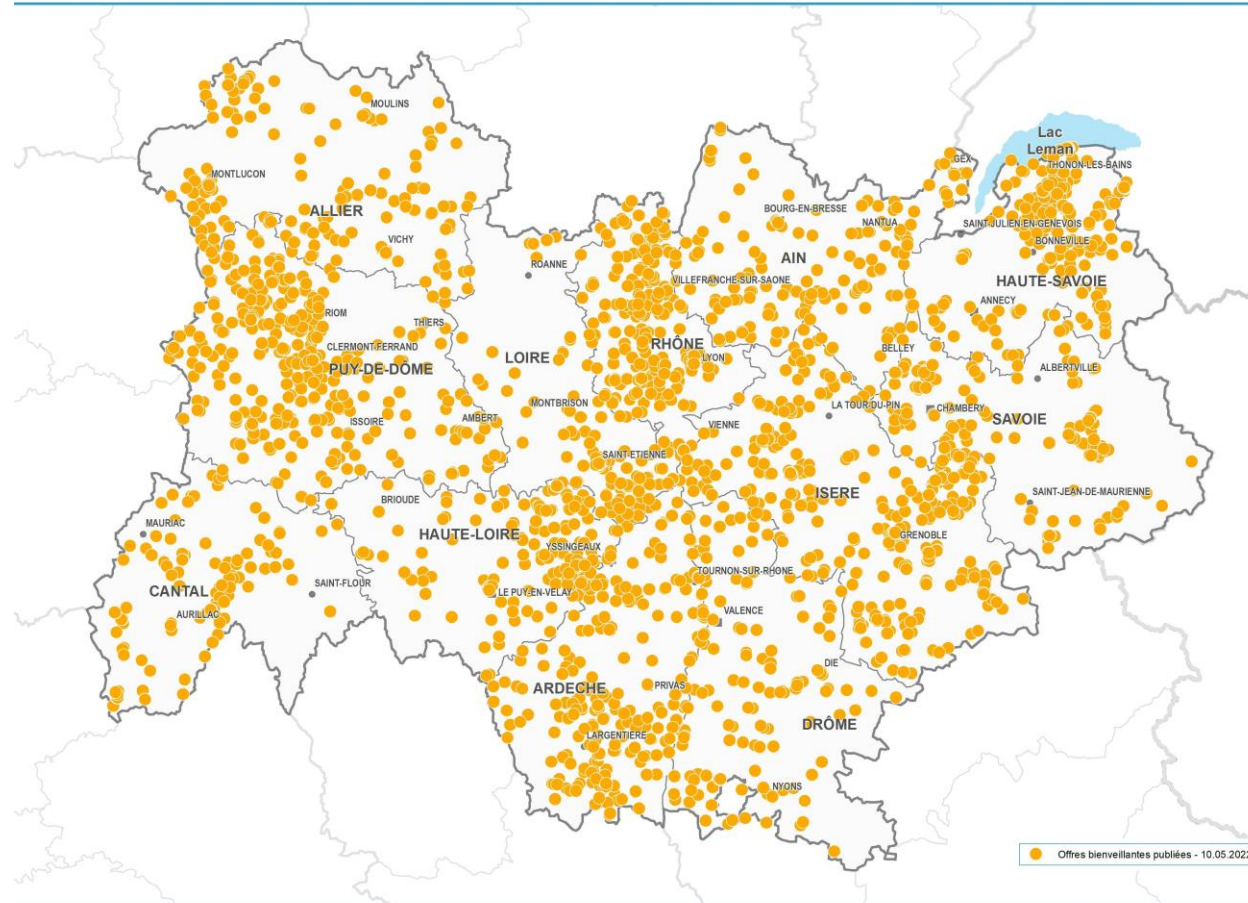 MOULINS
Lac
Leman
GEX
THONON-LES-BAINS
MONTLUCON
ALLIER
BOURG-EN-BRESSE
NANTUA
SAINT-JULIEN-EN-GENEVOIS
VICHY
BONNEVILLE
ROANNE
AIN
VILLEFRANCHE-SUR-SAONE
HAUTE-SAVOIE
ANNECY
RIOM
THIERS
CLERMONT-FERRAND
RHÔNE
BELLEY
LOIRE
LYON
PUY-DE-DÔME
ALBERTVILLE
MONTBRISON
LA TOUR-DU-PIN
CHAMBERY
AMBERT
SAVOIE
ISSOIRE
VIENNE
SAINT-ETIENNE
ISERE
SAINT-JEAN-DE-MAURIENNE
BRIOUDE
MAURIAC
HAUTE-LOIRE
GRENOBLE
YSSINGEAUX
TOURNON-SUR-RHONE
SAINT-FLOUR
CANTAL
LE PUY-EN-VELAY
AURILLAC
VALENCE
DIE
ARDECHE
PRIVAS
DRÔME
LARGENTIERE
NYONS
Offres bienveillantes publiées - 10.05.2022